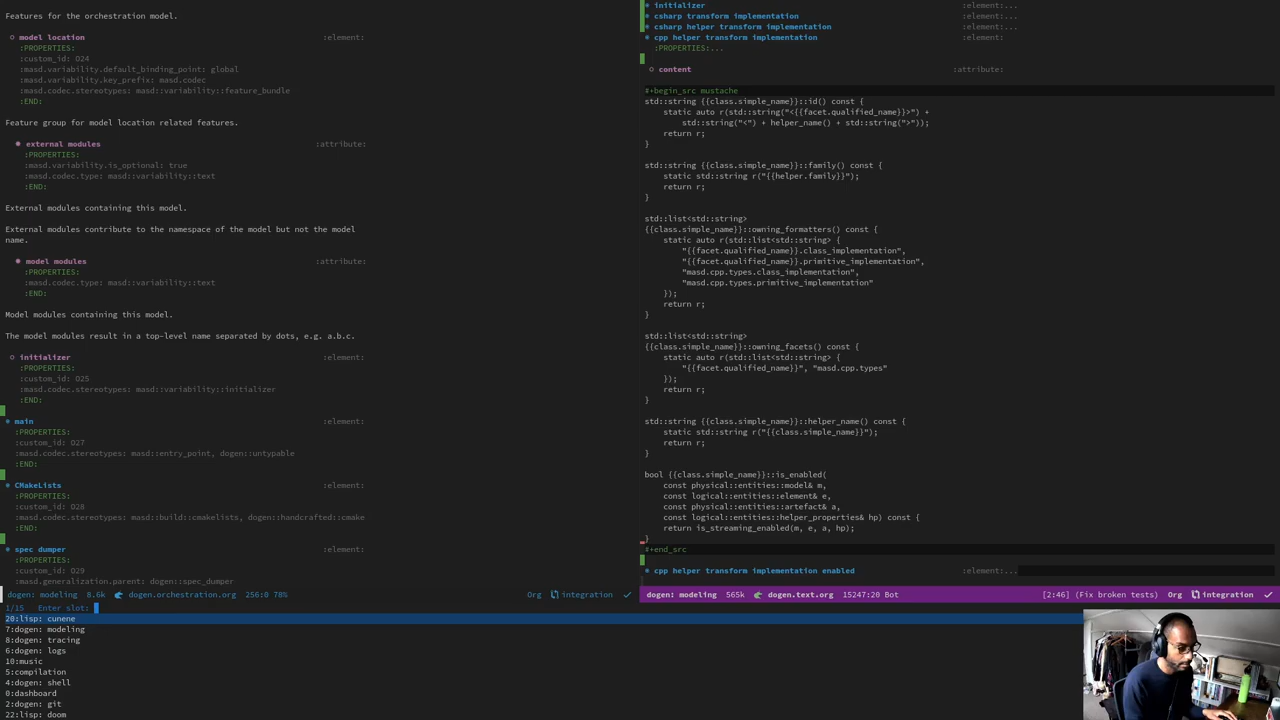 Features for the orchestration model.
○ model location :element:
:PROPERTIES:
:custom_id: O24
:masd.variability.default_binding_point: global
:masd.variability.key_prefix: masd.codec
:masd.codec.stereotypes: masd::variability::feature_bundle
:END:
Feature group for model location related features.
✱ external modules :attribute:
:PROPERTIES:
:masd.variability.is_optional: true
:masd.codec.type: masd::variability::text
:END:
External modules containing this model.
External modules contribute to the namespace of the model but not the model
name.
✱ model modules :attribute:
:PROPERTIES:
:masd.codec.type: masd::variability::text
:END:
Model modules containing this model.
The model modules result in a top-level name separated by dots, e.g. a.b.c.
○ initializer :element:
:PROPERTIES:
:custom_id: O25
:masd.codec.stereotypes: masd::variability::initializer
:END:
✱ main :element:
:PROPERTIES:
:custom_id: O27
:masd.codec.stereotypes: masd::entry_point, dogen::untypable
:END:
✱ CMakeLists :element:
:PROPERTIES:
:custom_id: O28
:masd.codec.stereotypes: masd::build::cmakelists, dogen::handcrafted::cmake
:END:
✱ spec dumper :element:
:PROPERTIES:
:custom_id: O29
:masd.generalization.parent: dogen::spec_dumper
dogen: modeling 8.6k dogen.orchestration.org 256:0 78% Org integration ✓
✱ initializer :element:...
✱ csharp transform implementation :element:...
✱ csharp helper transform implementation :element:...
✱ cpp helper transform implementation :element:
:PROPERTIES:...
○ content :attribute:
#+begin_src mustache
std::string {{class.simple_name}}::id() const {
static auto r(std::string("<{{facet.qualified_name}}>") +
std::string("<") + helper_name() + std::string(">"));
return r;
}
std::string {{class.simple_name}}::family() const {
static std::string r("{{helper.family}}");
return r;
}
std::list<std::string>
{{class.simple_name}}::owning_formatters() const {
static auto r(std::list<std::string> {
"{{facet.qualified_name}}.class_implementation",
"{{facet.qualified_name}}.primitive_implementation",
"masd.cpp.types.class_implementation",
"masd.cpp.types.primitive_implementation"
});
return r;
}
std::list<std::string>
{{class.simple_name}}::owning_facets() const {
static auto r(std::list<std::string> {
"{{facet.qualified_name}}", "masd.cpp.types"
});
return r;
}
std::string {{class.simple_name}}::helper_name() const {
static std::string r("{{class.simple_name}}");
return r;
}
bool {{class.simple_name}}::is_enabled(
const physical::entities::model& m,
const logical::entities::element& e,
const physical::entities::artefact& a,
const logical::entities::helper_properties& hp) const {
return is_streaming_enabled(m, e, a, hp);
}
#+end_src
✱ cpp helper transform implementation enabled :element:...
dogen: modeling 565k dogen.text.org 15247:20 Bot [2:46] (Fix broken tests) Org integration ✓
1/15 Enter slot:
20:lisp: cunene
7:dogen: modeling
8:dogen: tracing
6:dogen: logs
10:music
5:compilation
4:dogen: shell
0:dashboard
2:dogen: git
22:lisp: doom